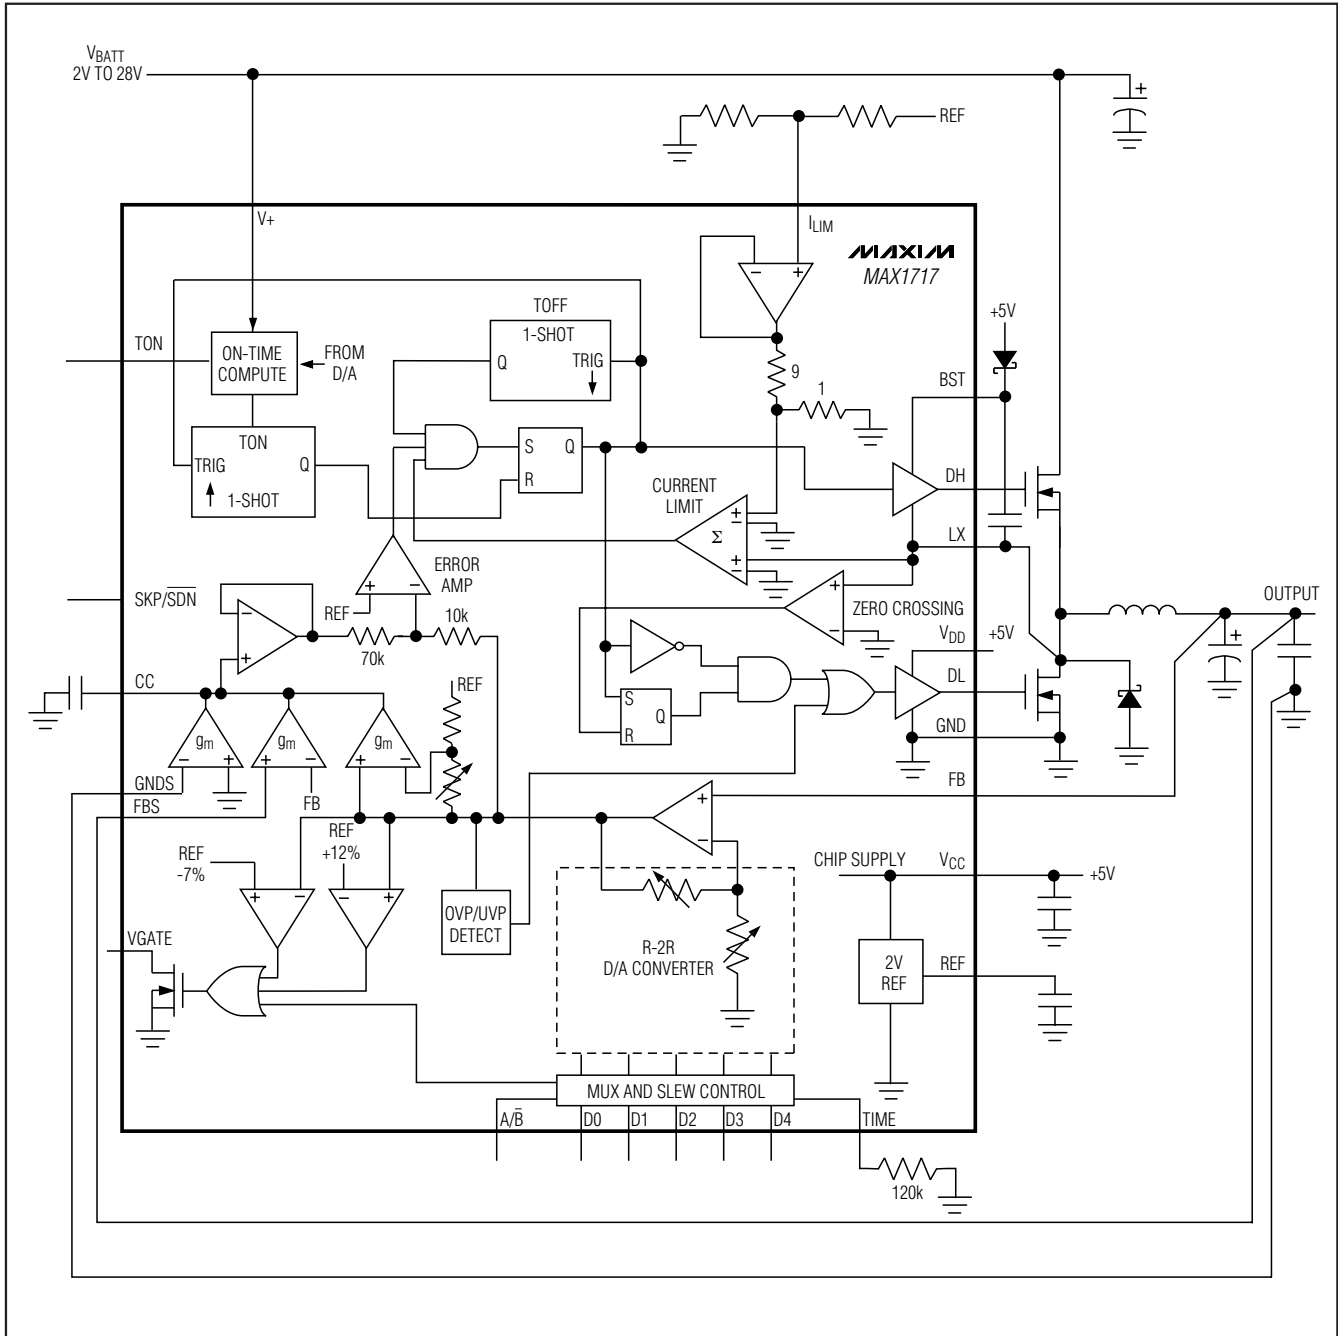 VBATT
2V TO 28V
REF
V+
ILIM
MAXIM
MAX1717
TOFF
1-SHOT
Q
TRIG
+5V
TON
ON-TIME
COMPUTE
FROM
D/A
9
1
BST
TON
TRIG
Q
1-SHOT
S
Q
R
CURRENT
LIMIT
Σ
DH
LX
ERROR
AMP
REF
10k
70k
SKP/SDN
ZERO CROSSING
VDD
+5V
OUTPUT
CC
REF
S
Q
R
DL
GND
gm
gm
gm
GNDS
FBS
FB
FB
REF
-7%
REF
+12%
OVP/UVP
DETECT
CHIP SUPPLY
VCC
+5V
VGATE
R-2R
D/A CONVERTER
2V
REF
REF
MUX AND SLEW CONTROL
A/B̅
D0
D1
D2
D3
D4
TIME
120k